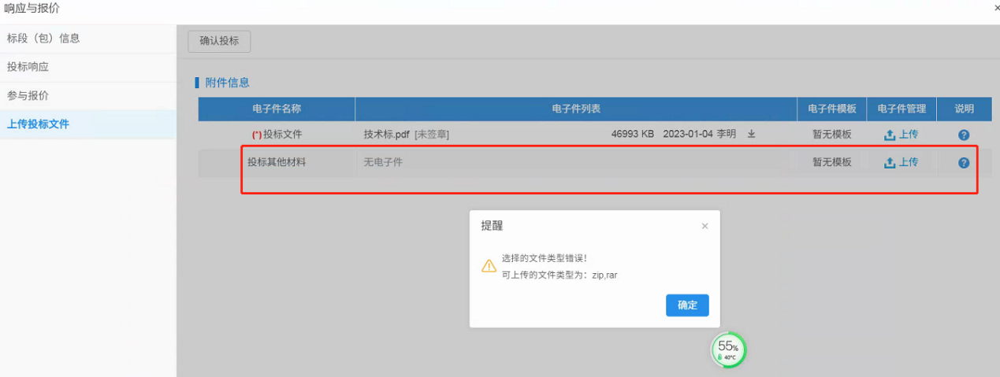 响应与报价
×
标段（包）信息
投标响应
参与报价
上传投标文件
确认投标
附件信息
电子件名称 电子件列表 电子件模板 电子件管理 说明
(*)投标文件 技术标.pdf [未签章] 46993 KB 2023-01-04 李明 暂无模板 上传 ?
投标其他材料 无电子件 暂无模板 上传 ?
提醒 ×
选择的文件类型错误！
可上传的文件类型为：zip,rar
确定
55%
40℃